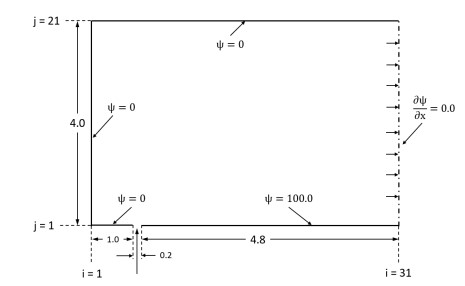 j = 21
ψ = 0
∂ψ/∂x = 0.0
ψ = 0
4.0
ψ = 0
ψ = 100.0
j = 1
1.0
4.8
0.2
i = 1
i = 31